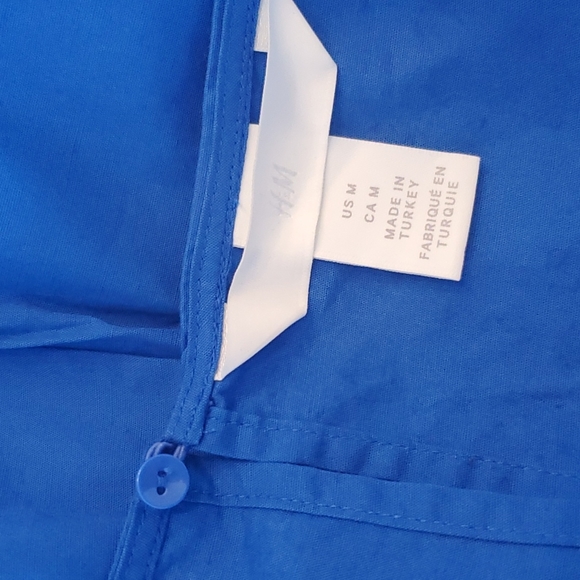 H&M
US M
CA M
MADE IN
TURKEY
FABRIQUÉ EN
TURQUIE